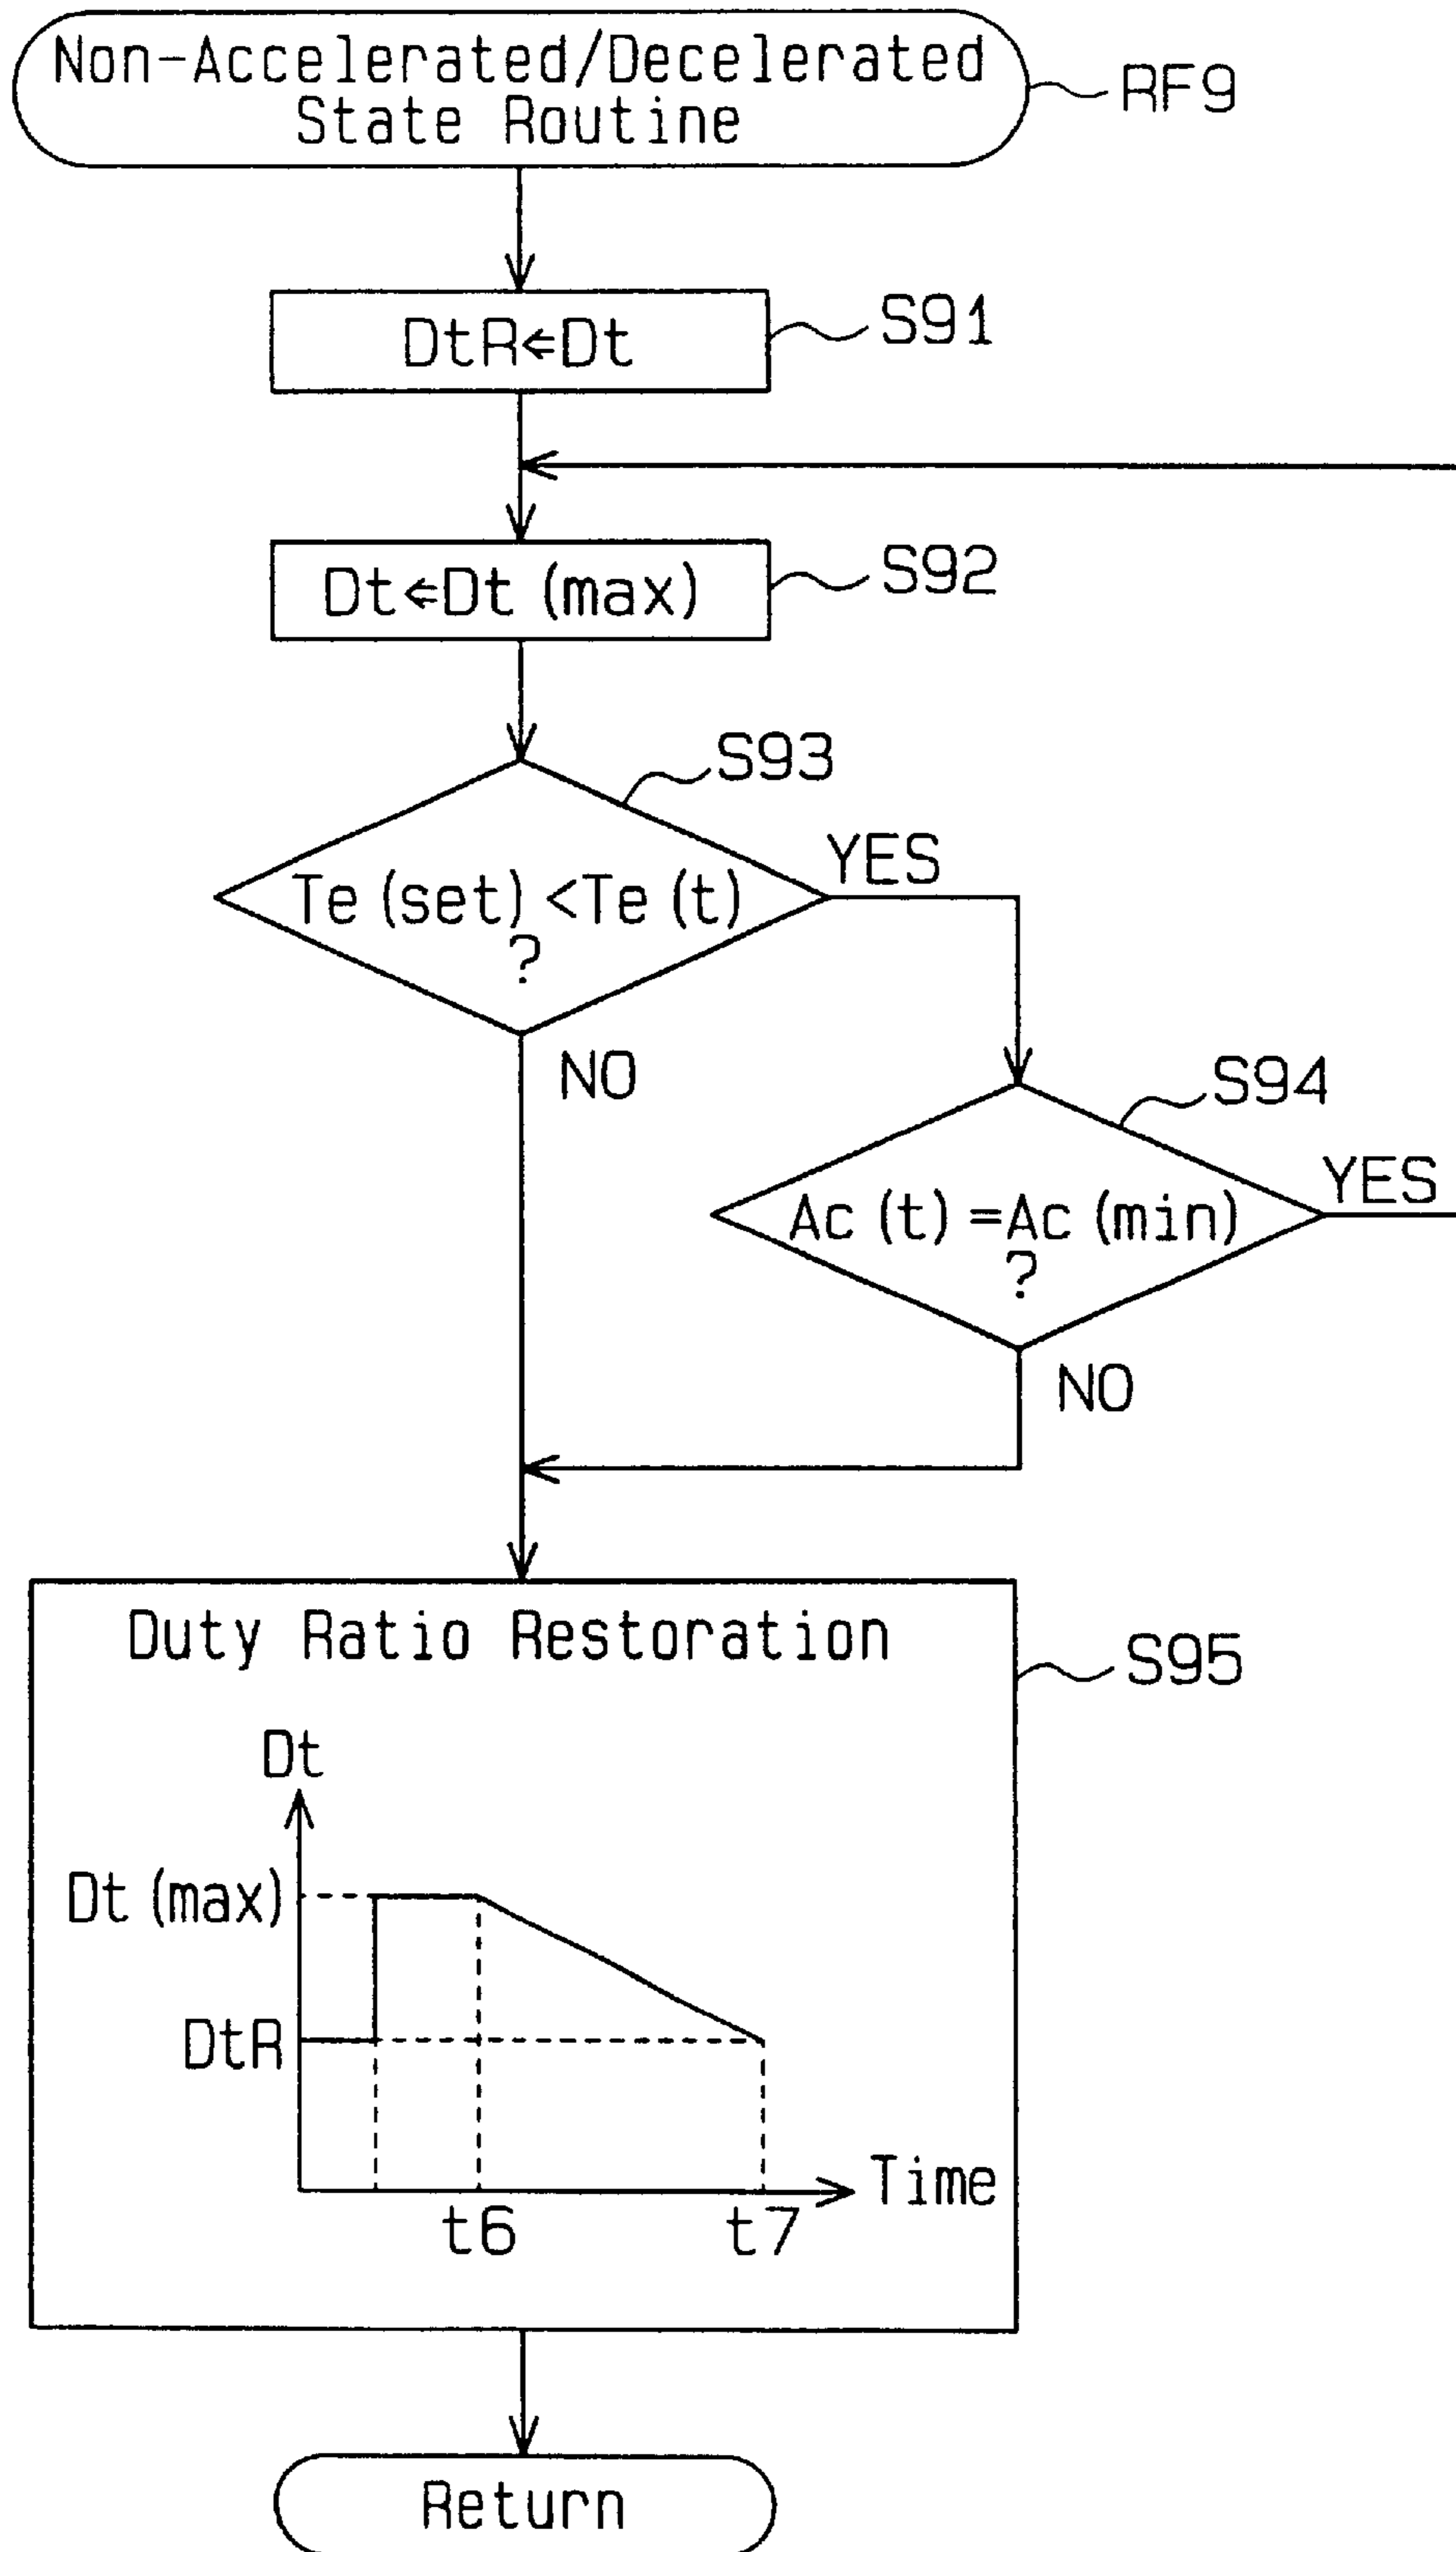 Non-Accelerated/Decelerated
State Routine
RF9
DtR⇐Dt
S91
Dt⇐Dt (max)
S92
S93
Te (set) <Te (t)
?
YES
NO
S94
Ac (t) =Ac (min)
?
YES
NO
Duty Ratio Restoration
S95
Dt
Dt (max)
DtR
Time
t6
t7
Return